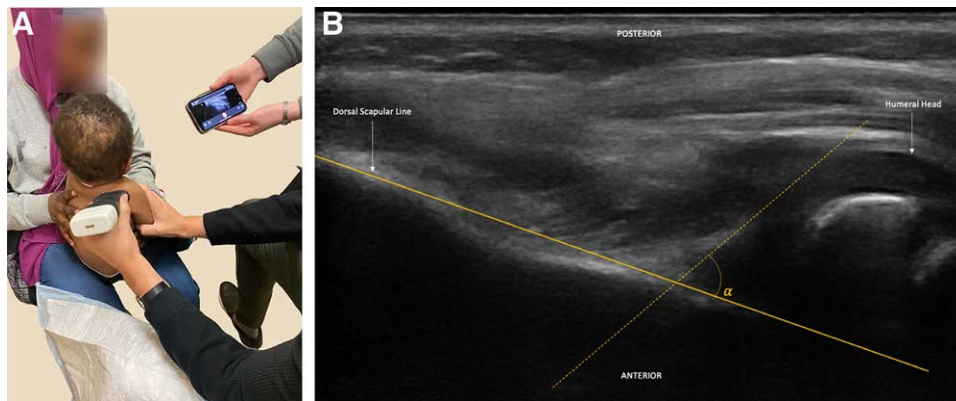 A
B
POSTERIOR
Dorsal Scapular Line
Humeral Head
α
ANTERIOR